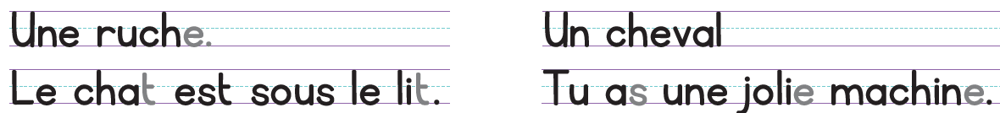 Une ruche.
Un cheval
Le chat est sous le lit.
Tu as une jolie machine.